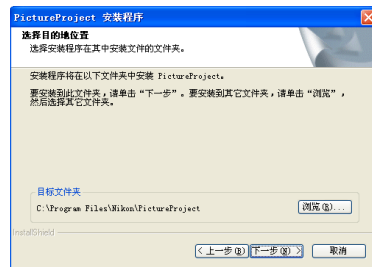 PictureProject 安装程序
选择目的地位置
选择安装程序在其中安装文件的文件夹。
安装程序将在以下文件夹中安装 PictureProject。
要安装到此文件夹，请单击“下一步”。要安装到其它文件夹，请单击“浏览”，
然后选择其它文件夹。
目标文件夹
C:\Program Files\Nikon\PictureProject
浏览(R)...
InstallShield
< 上一步(B)
下一步(N) >
取消